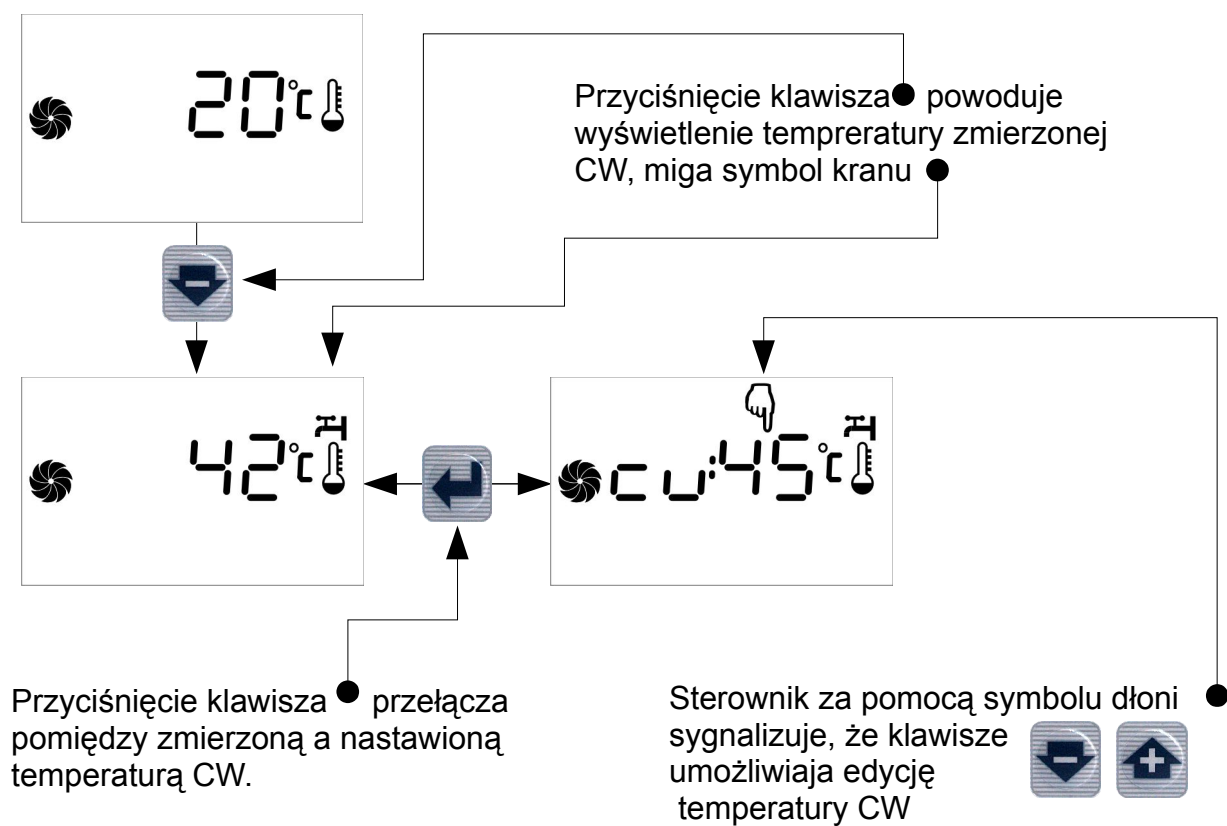 20°C
Przyciśnięcie klawisza powoduje
wyświetlenie tempreratury zmierzonej
CW, miga symbol kranu
42°C
cu:45°C
Przyciśnięcie klawisza przełącza
pomiędzy zmierzoną a nastawioną
temperaturą CW.
Sterownik za pomocą symbolu dłoni
sygnalizuje, że klawisze
umożliwiaja edycję
temperatury CW